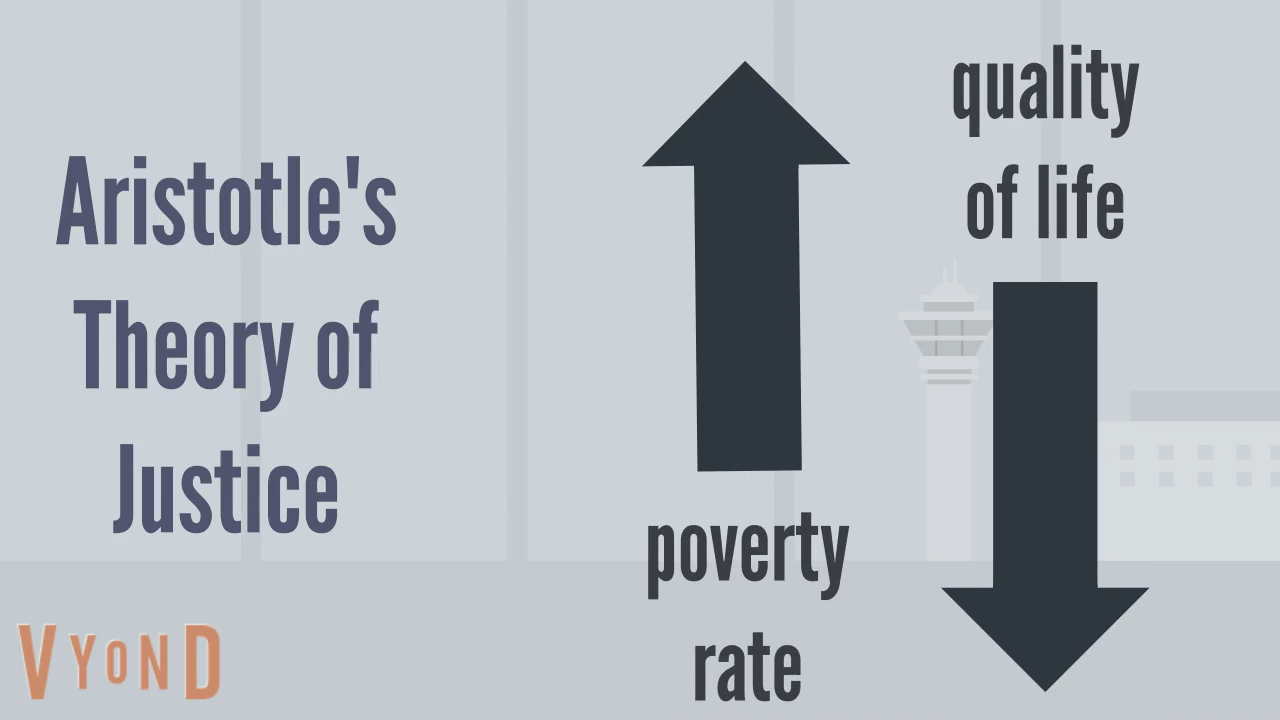 Aristotle's
Theory of
Justice
poverty
rate
quality
of life
VYOND